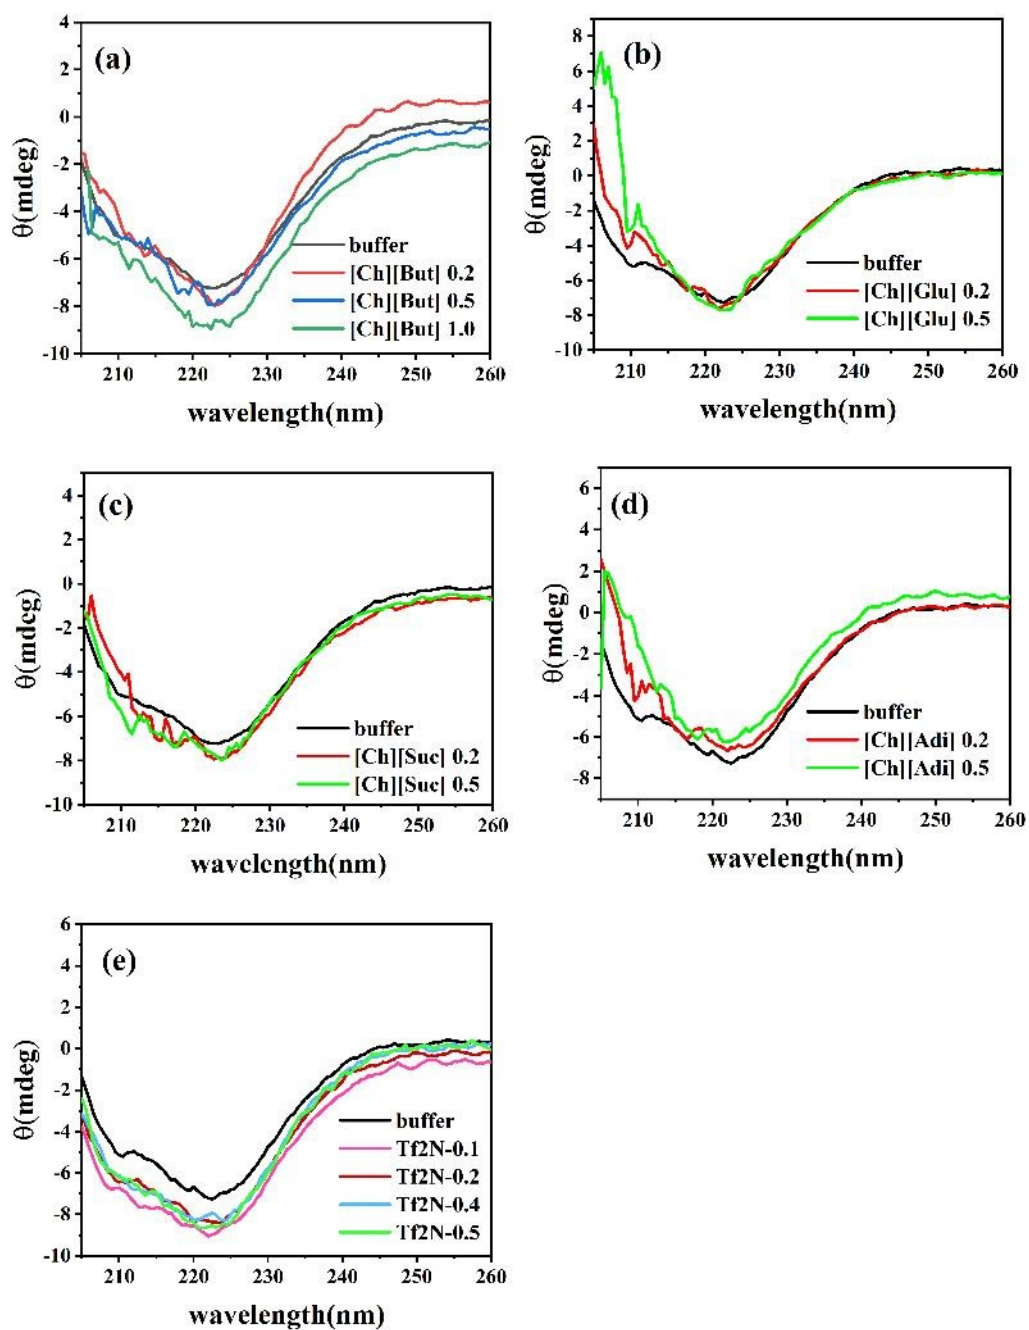 (a)
4
2
0
-2
-4
-6
-8
-10
θ(mdeg)
buffer
[Ch][But] 0.2
[Ch][But] 0.5
[Ch][But] 1.0
210 220 230 240 250 260
wavelength(nm)
(b)
8
6
4
2
0
-2
-4
-6
-8
-10
θ(mdeg)
buffer
[Ch][Glu] 0.2
[Ch][Glu] 0.5
210 220 230 240 250 260
wavelength(nm)
(c)
4
2
0
-2
-4
-6
-8
-10
θ(mdeg)
buffer
[Ch][Suc] 0.2
[Ch][Suc] 0.5
210 220 230 240 250 260
wavelength(nm)
(d)
6
4
2
0
-2
-4
-6
-8
θ(mdeg)
buffer
[Ch][Adi] 0.2
[Ch][Adi] 0.5
210 220 230 240 250 260
wavelength(nm)
(e)
6
4
2
0
-2
-4
-6
-8
-10
θ(mdeg)
buffer
Tf2N-0.1
Tf2N-0.2
Tf2N-0.4
Tf2N-0.5
210 220 230 240 250 260
wavelength(nm)